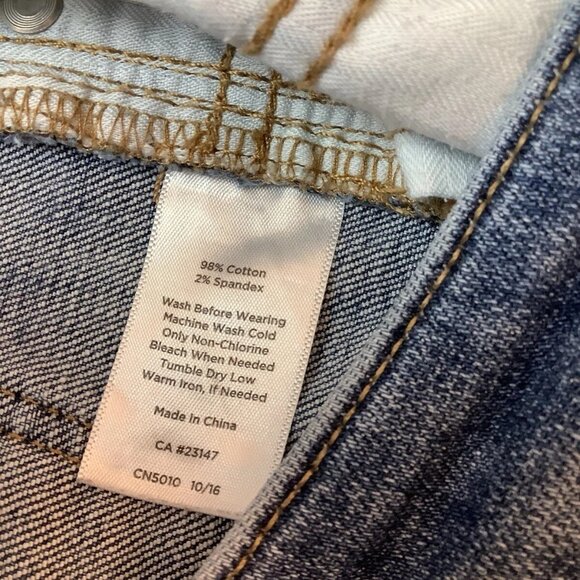 98% Cotton
2% Spandex
Wash Before Wearing
Machine Wash Cold
Only Non-Chlorine
Bleach When Needed
Tumble Dry Low
Warm Iron, If Needed
Made in China
CA #23147
CN5010 10/16